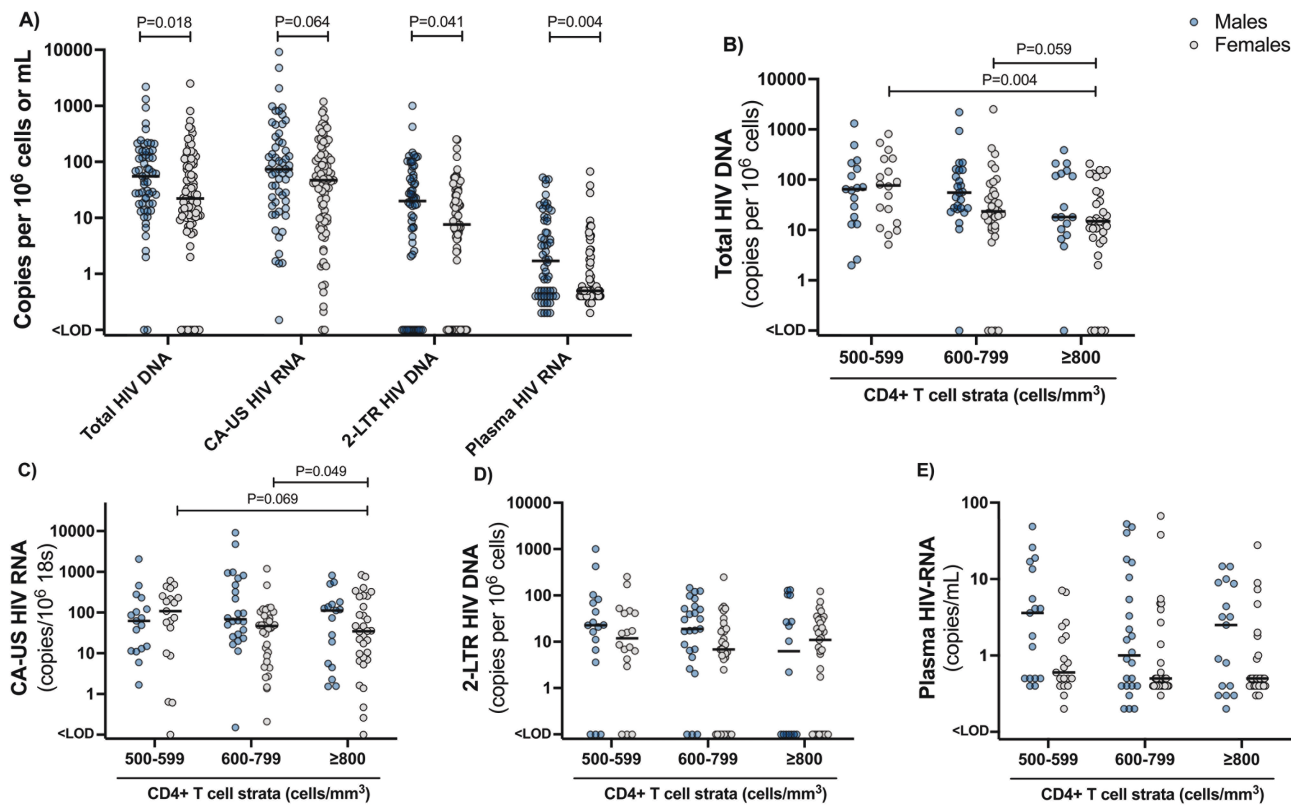 A)
P=0.018
P=0.064
P=0.041
P=0.004
Copies per 10⁶ cells or mL
10000
1000
100
10
1
<LOD
Total HIV DNA
CA-US HIV RNA
2-LTR HIV DNA
Plasma HIV RNA
Males
Females
B)
P=0.059
P=0.004
Total HIV DNA
(copies per 10⁶ cells)
10000
1000
100
10
1
<LOD
500-599
600-799
≥800
CD4+ T cell strata (cells/mm³)
C)
P=0.049
P=0.069
CA-US HIV RNA
(copies/10⁶ 18s)
10000
1000
100
10
1
<LOD
500-599
600-799
≥800
CD4+ T cell strata (cells/mm³)
D)
2-LTR HIV DNA
(copies per 10⁶ cells)
10000
1000
100
10
1
<LOD
500-599
600-799
≥800
CD4+ T cell strata (cells/mm³)
E)
Plasma HIV-RNA
(copies/mL)
100
10
1
<LOD
500-599
600-799
≥800
CD4+ T cell strata (cells/mm³)